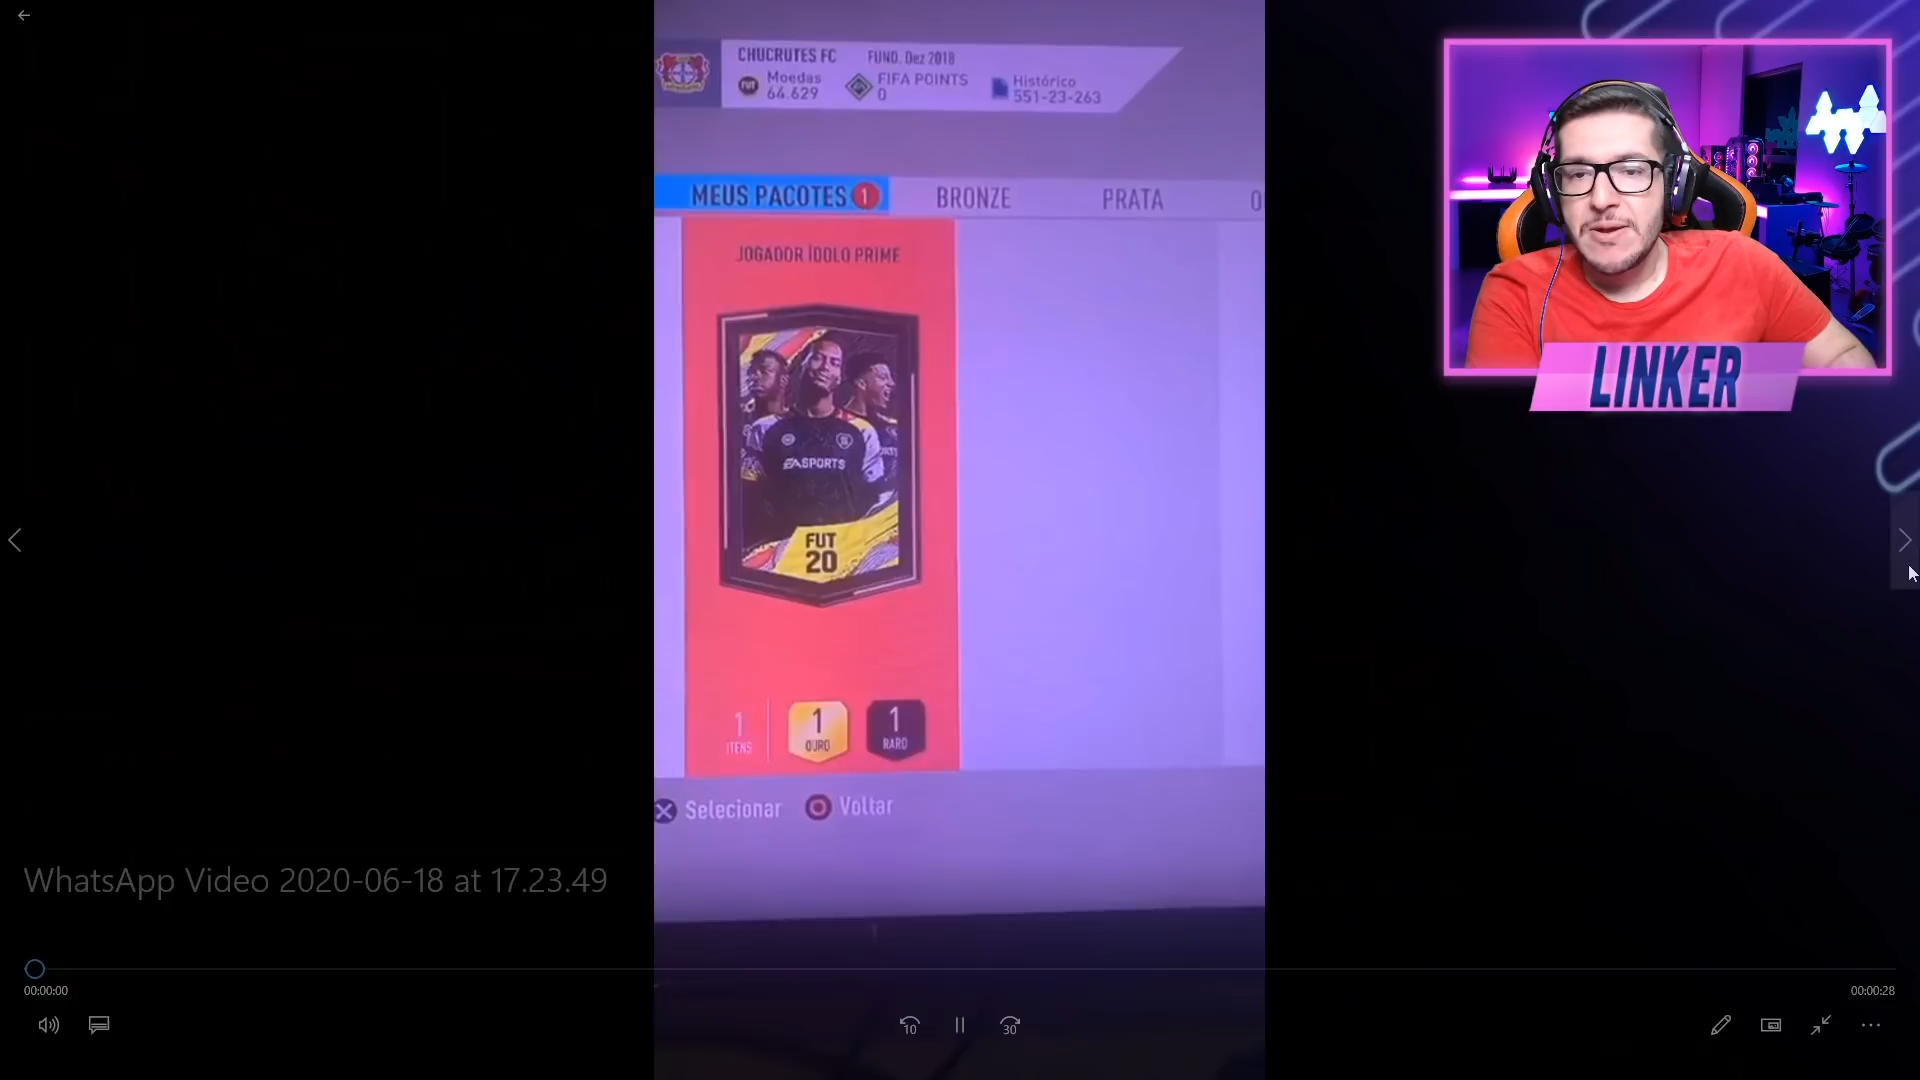 CHUCRUTES FC
FUND. Dez 2018
FUT
Moedas
64.629
FIFA POINTS
0
Histórico
551-23-263
MEUS PACOTES 1
BRONZE
PRATA
JOGADOR ÍDOLO PRIME
EA SPORTS
FUT
20
1
ITENS
1
OURO
1
RARO
Selecionar
Voltar
LINKER
WhatsApp Video 2020-06-18 at 17.23.49
00:00:00
00:00:28
10
30